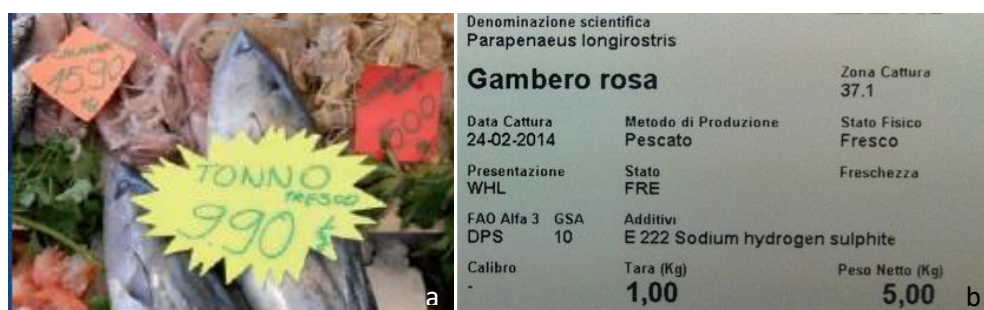 CALAMARI
15,90
TONNO
FRESCO
9.90
a
Denominazione scientifica
Parapenaeus longirostris
Gambero rosa
Zona Cattura
37.1
Data Cattura Metodo di Produzione Stato Fisico
24-02-2014 Pescato Fresco
Presentazione Stato Freschezza
WHL FRE
FAO Alfa 3 GSA Additivi
DPS 10 E 222 Sodium hydrogen sulphite
Calibro Tara (Kg) Peso Netto (Kg)
- 1,00 5,00
b